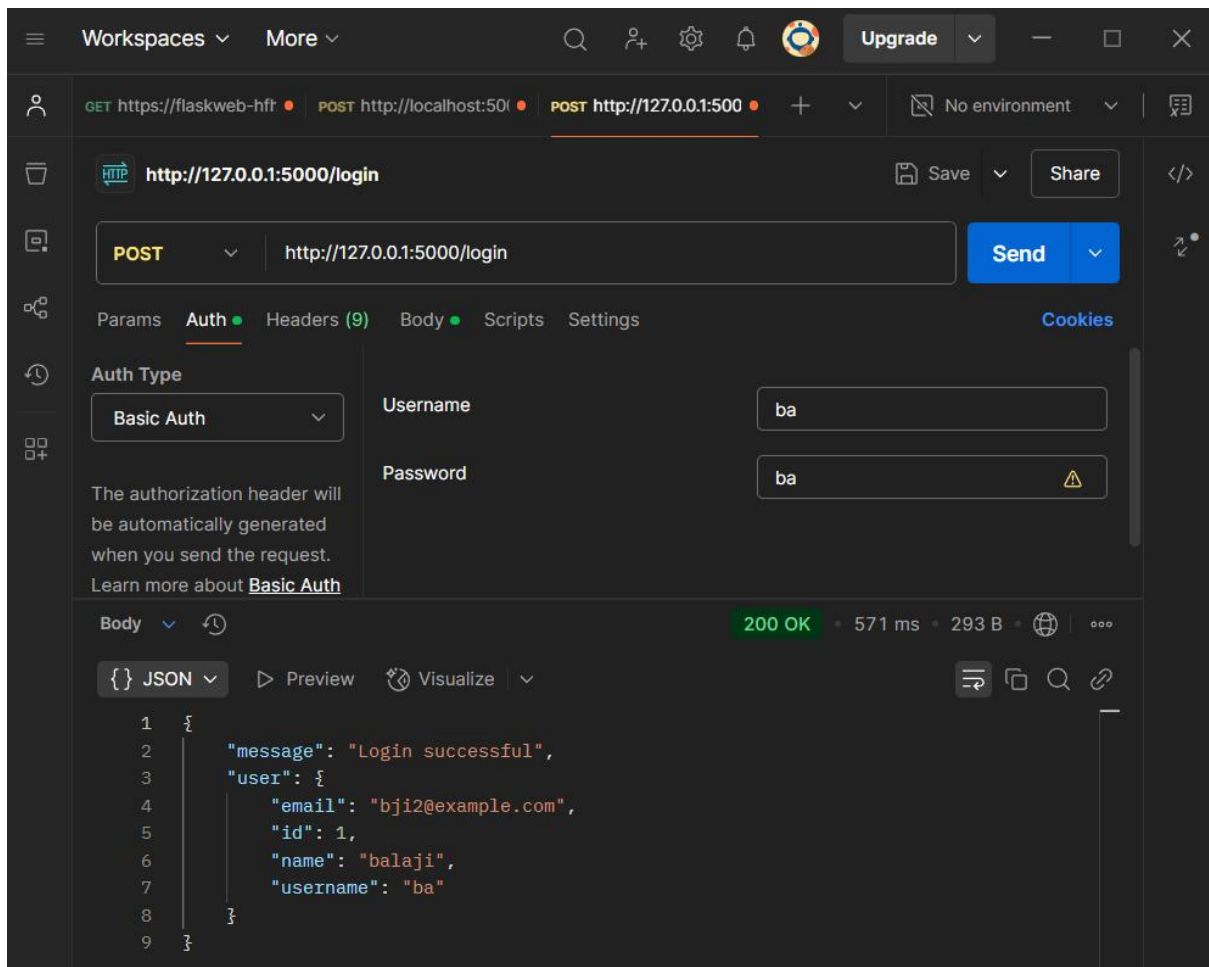 Workspaces More Upgrade
GET https://flaskweb-hfh POST http://localhost:500 POST http://127.0.0.1:500 No environment
HTTP http://127.0.0.1:5000/login Save Share
POST http://127.0.0.1:5000/login Send
Params Auth Headers (9) Body Scripts Settings Cookies
Auth Type
Basic Auth
Username ba
Password ba
The authorization header will
be automatically generated
when you send the request.
Learn more about Basic Auth
Body 200 OK • 571 ms • 293 B
{} JSON Preview Visualize
1 {
2 "message": "Login successful",
3 "user": {
4 "email": "bji2@example.com",
5 "id": 1,
6 "name": "balaji",
7 "username": "ba"
8 }
9 }